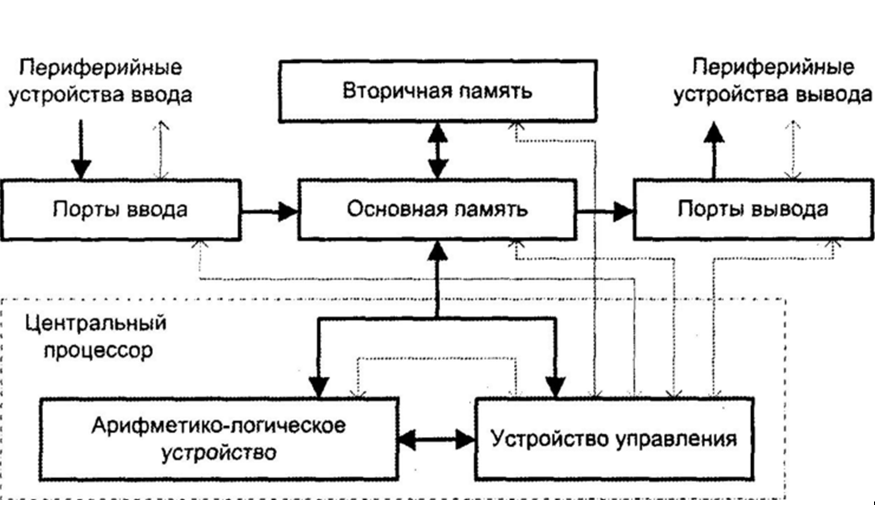 Периферийные
устройства ввода
Вторичная память
Периферийные
устройства вывода
Порты ввода
Основная память
Порты вывода
Центральный
процессор
Арифметико-логическое
устройство
Устройство управления